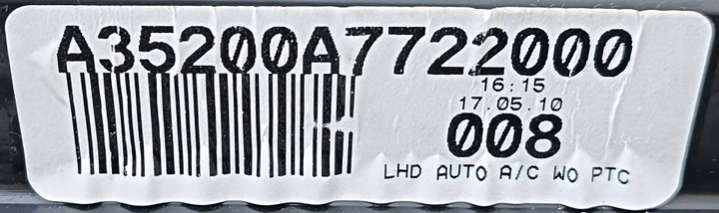 A35200A7722000
16:15
17.05.10
008
LHD AUTO A/C WO PTC